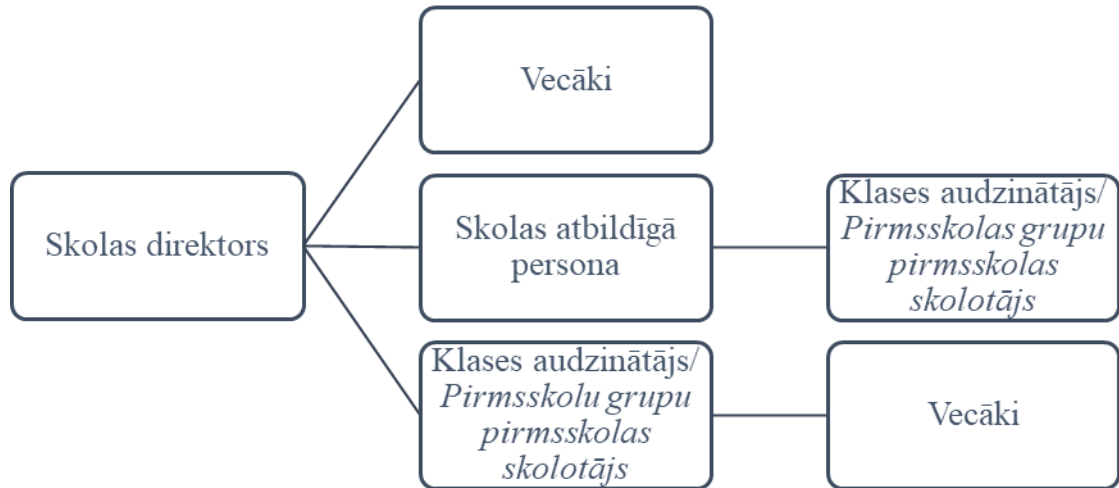 Vecāki
Skolas direktors
Skolas atbildīgā
persona
Klases audzinātājs/
Pirmsskolas grupu
pirmsskolas
skolotājs
Klases audzinātājs/
Pirmsskolu grupu
pirmsskolas
skolotājs
Vecāki